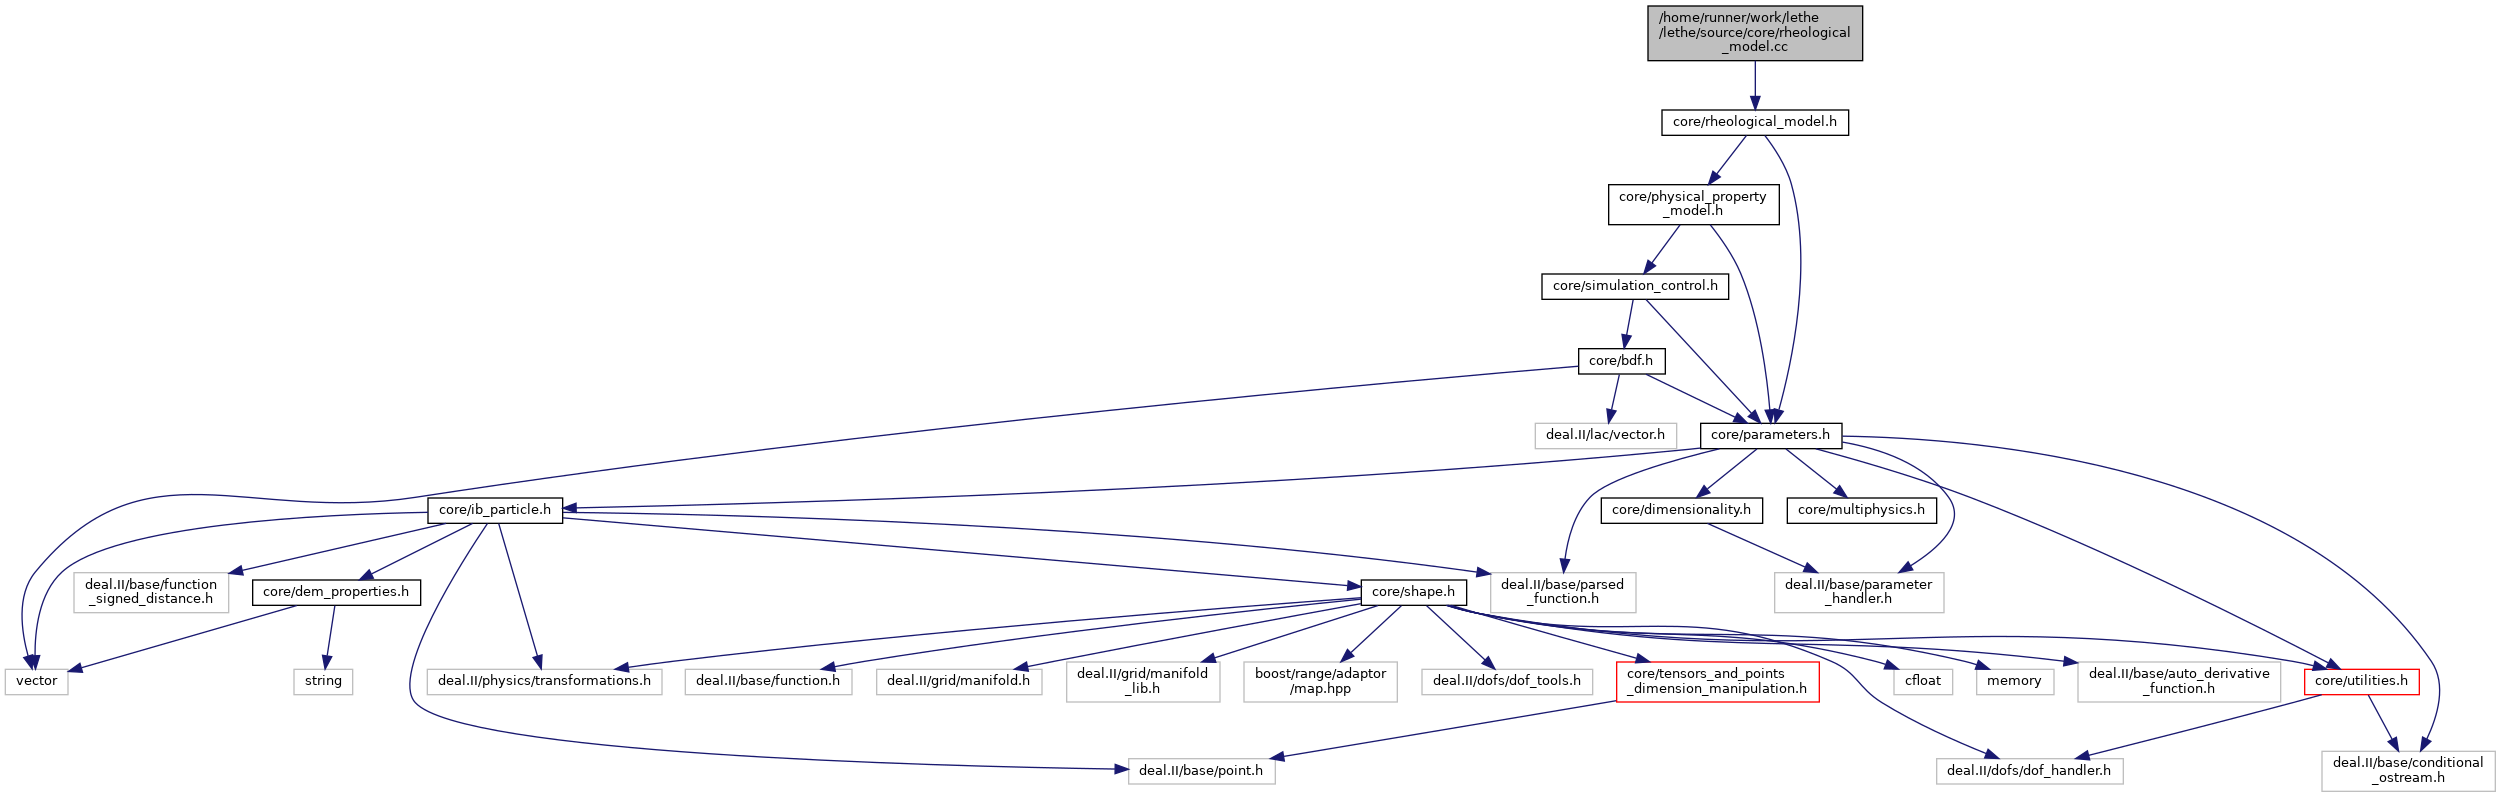 /home/runner/work/lethe
/lethe/source/core/rheological
_model.cc
core/rheological_model.h
core/physical_property
_model.h
core/simulation_control.h
core/bdf.h
deal.II/lac/vector.h
core/parameters.h
core/ib_particle.h
core/dimensionality.h
core/multiphysics.h
deal.II/base/function
_signed_distance.h
core/dem_properties.h
core/shape.h
deal.II/base/parsed
_function.h
deal.II/base/parameter
_handler.h
vector
string
deal.II/physics/transformations.h
deal.II/base/function.h
deal.II/grid/manifold.h
deal.II/grid/manifold
_lib.h
boost/range/adaptor
/map.hpp
deal.II/dofs/dof_tools.h
core/tensors_and_points
_dimension_manipulation.h
cfloat
memory
deal.II/base/auto_derivative
_function.h
core/utilities.h
deal.II/base/point.h
deal.II/dofs/dof_handler.h
deal.II/base/conditional
_ostream.h